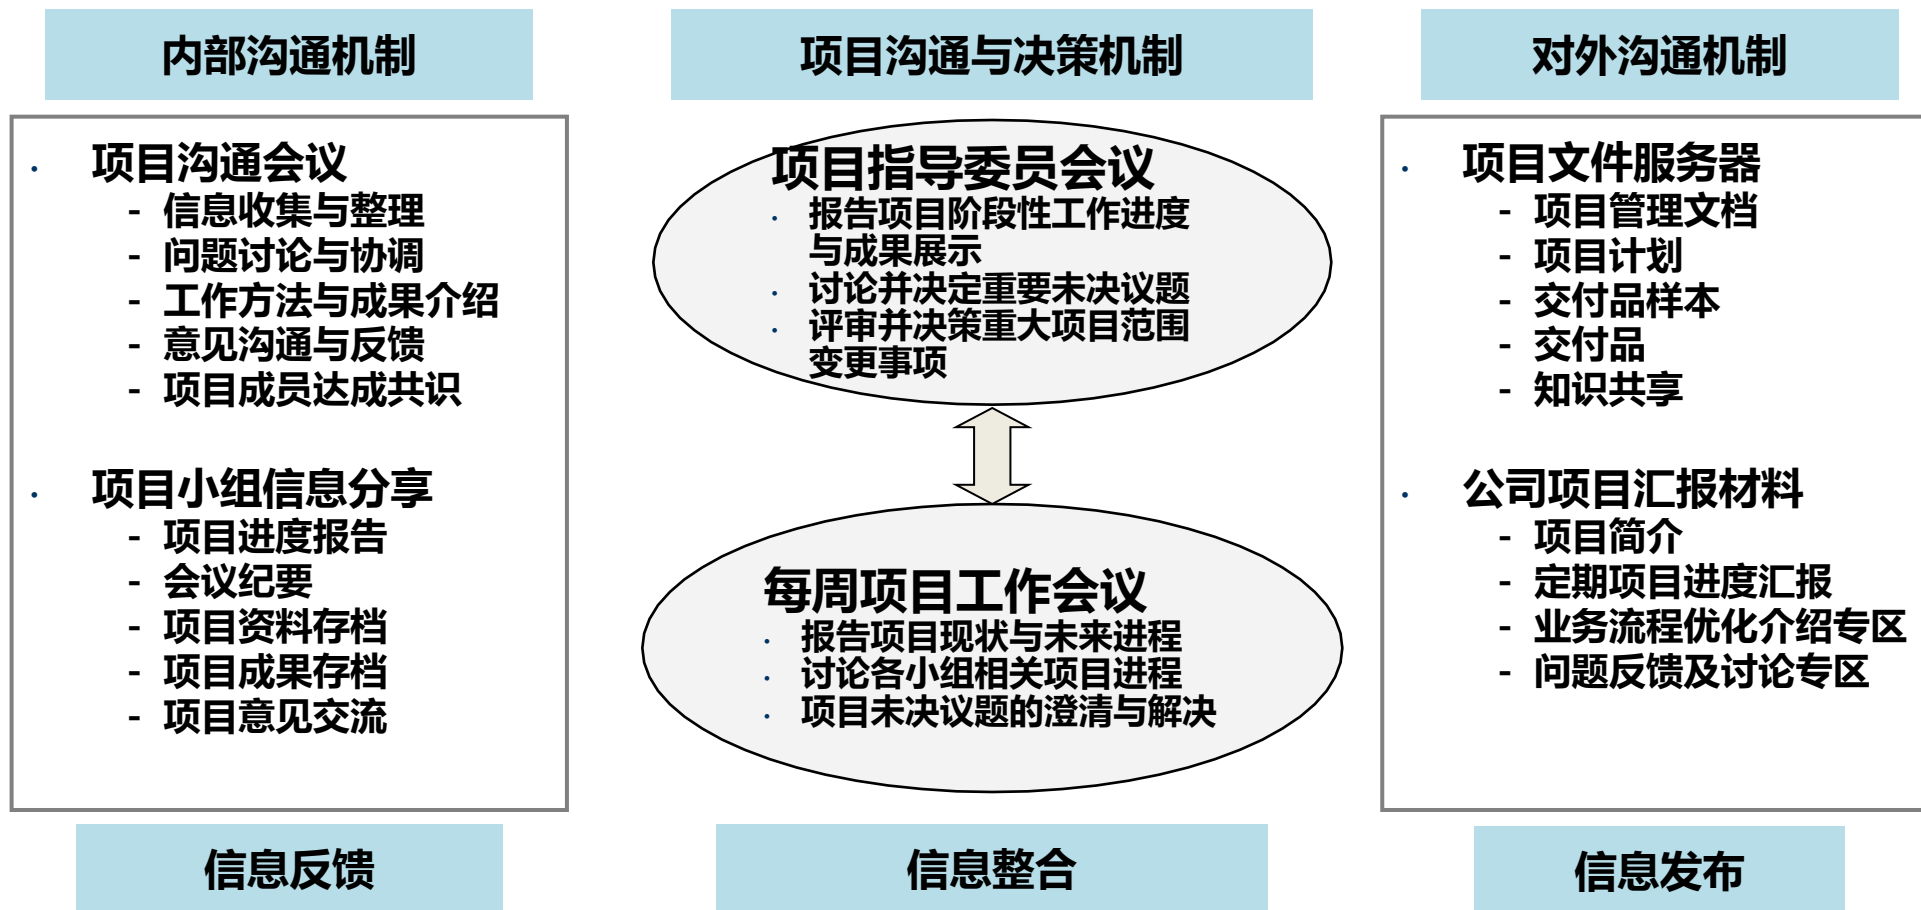 内部沟通机制
项目沟通会议
- 信息收集与整理
- 问题讨论与协调
- 工作方法与成果介绍
- 意见沟通与反馈
- 项目成员达成共识
项目小组信息分享
- 项目进度报告
- 会议纪要
- 项目资料存档
- 项目成果存档
- 项目意见交流
信息反馈
项目沟通与决策机制
项目指导委员会议
· 报告项目阶段性工作进度
与成果展示
· 讨论并决定重要未决议题
· 评审并决策重大项目范围
变更事项
每周项目工作会议
· 报告项目现状与未来进程
· 讨论各小组相关项目进程
· 项目未决议题的澄清与解决
信息整合
对外沟通机制
项目文件服务器
- 项目管理文档
- 项目计划
- 交付品样本
- 交付品
- 知识共享
公司项目汇报材料
- 项目简介
- 定期项目进度汇报
- 业务流程优化介绍专区
- 问题反馈及讨论专区
信息发布